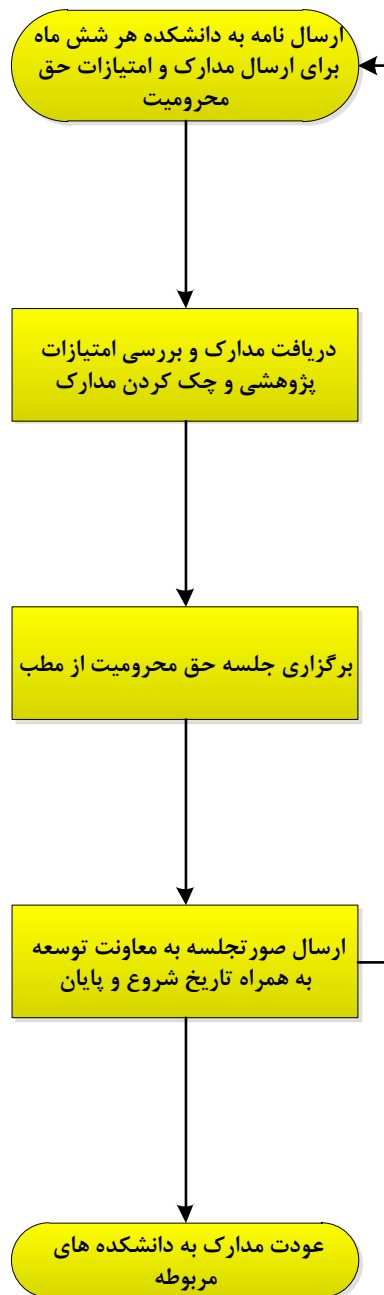 ارسال نامه به دانشکده هر شش ماه
برای ارسال مدارک و امتیازات حق
محرومیت
دریافت مدارک و بررسی امتیازات
پژوهشی و چک کردن مدارک
برگزاری جلسه حق محرومیت از مطب
ارسال صورتجلسه به معاونت توسعه
به همراه تاریخ شروع و پایان
عودت مدارک به دانشکده های
مربوطه